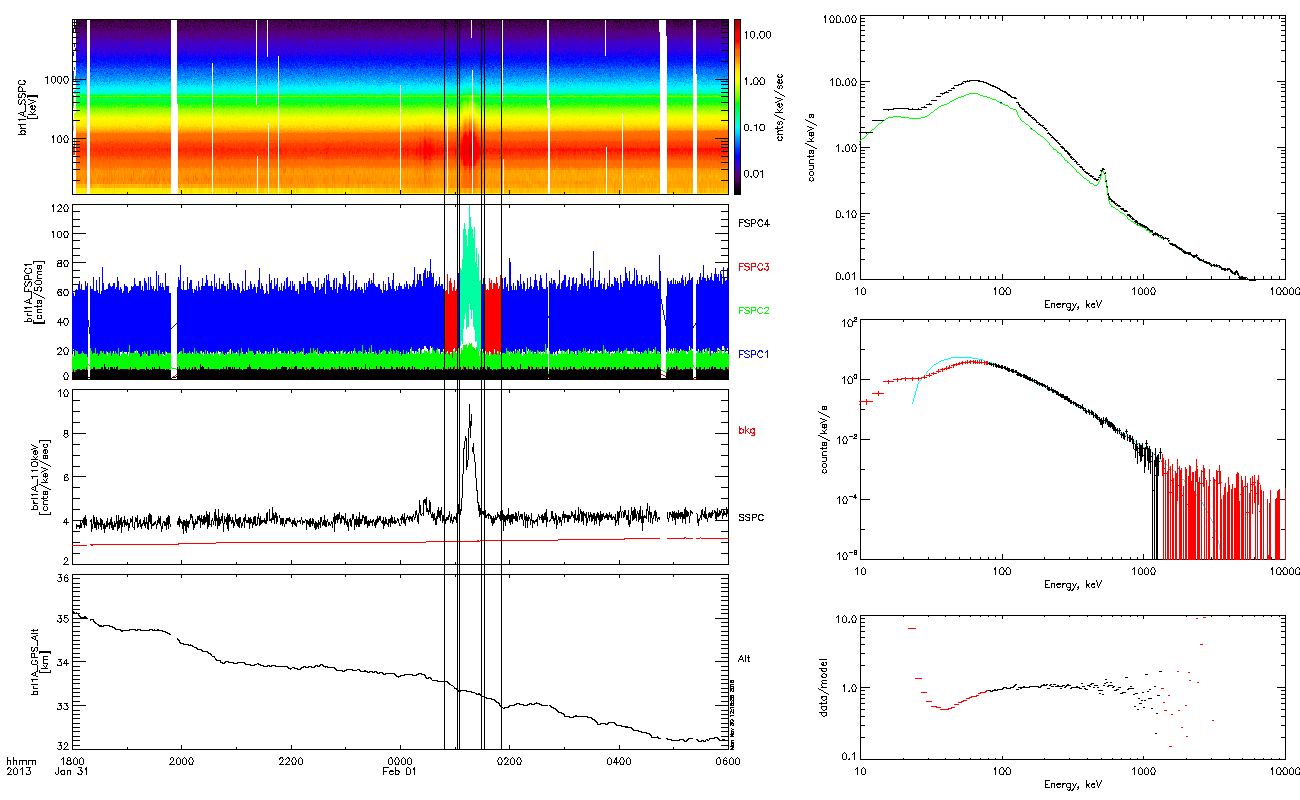 br11A_SSPC
[keV]
1000
100
10.00
1.00
0.10
0.01
cnts/keV/sec
br11A_FSPC1
[cnts/50ms]
120
100
80
60
40
20
0
FSPC4
FSPC3
FSPC2
FSPC1
br11A_110keV
[cnts/keV/sec]
10
8
6
4
2
bkg
SSPC
br11A_GPS_Alt
[km]
36
35
34
33
32
Alt
hhmm
2013
1800
Jan 31
2000
2200
0000
Feb 01
0200
0400
0600
counts/keV/s
100.00
10.00
1.00
0.10
0.01
10
100
1000
10000
Energy, keV
counts/keV/s
10²
10⁰
10⁻²
10⁻⁴
10⁻⁶
10
100
1000
10000
Energy, keV
data/model
10.0
1.0
0.1
10
100
1000
10000
Energy, keV